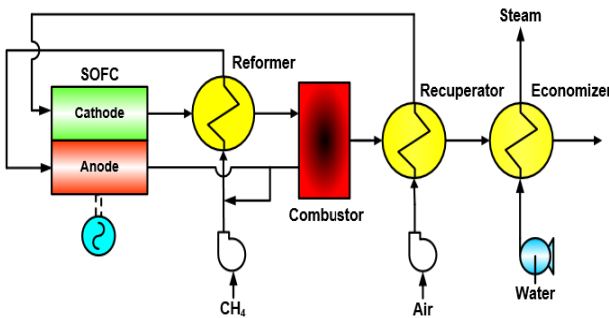 Steam
SOFC
Reformer
Recuperator
Economizer
Cathode
Anode
Combustor
CH₄
Air
Water